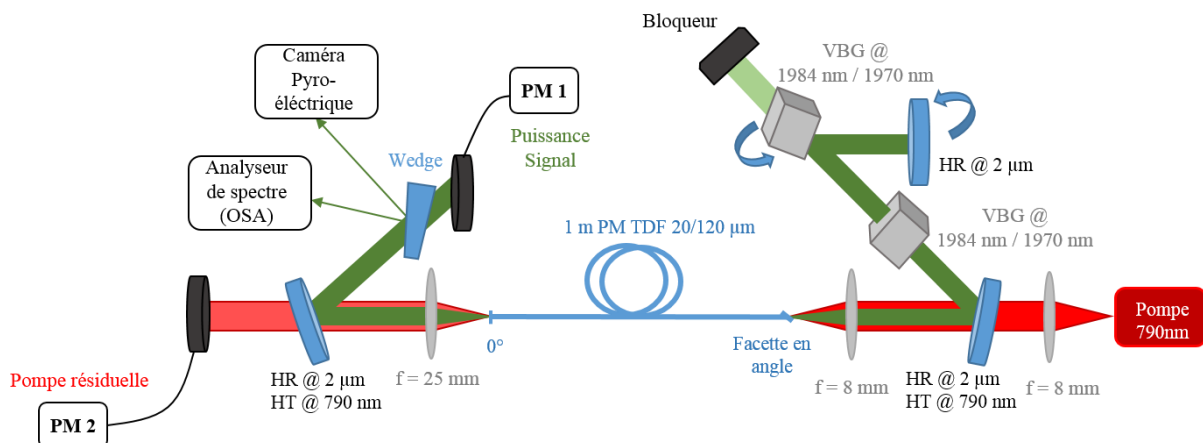 Bloqueur
VBG @
1984 nm / 1970 nm
Caméra
Pyro-
éléctrique
PM 1
Puissance
Signal
Wedge
HR @ 2 µm
Analyseur
de spectre
(OSA)
VBG @
1984 nm / 1970 nm
1 m PM TDF 20/120 µm
Pompe
790nm
0°
Facette en
angle
Pompe résiduelle
HR @ 2 µm
HT @ 790 nm
f = 25 mm
f = 8 mm
HR @ 2 µm
HT @ 790 nm
f = 8 mm
PM 2